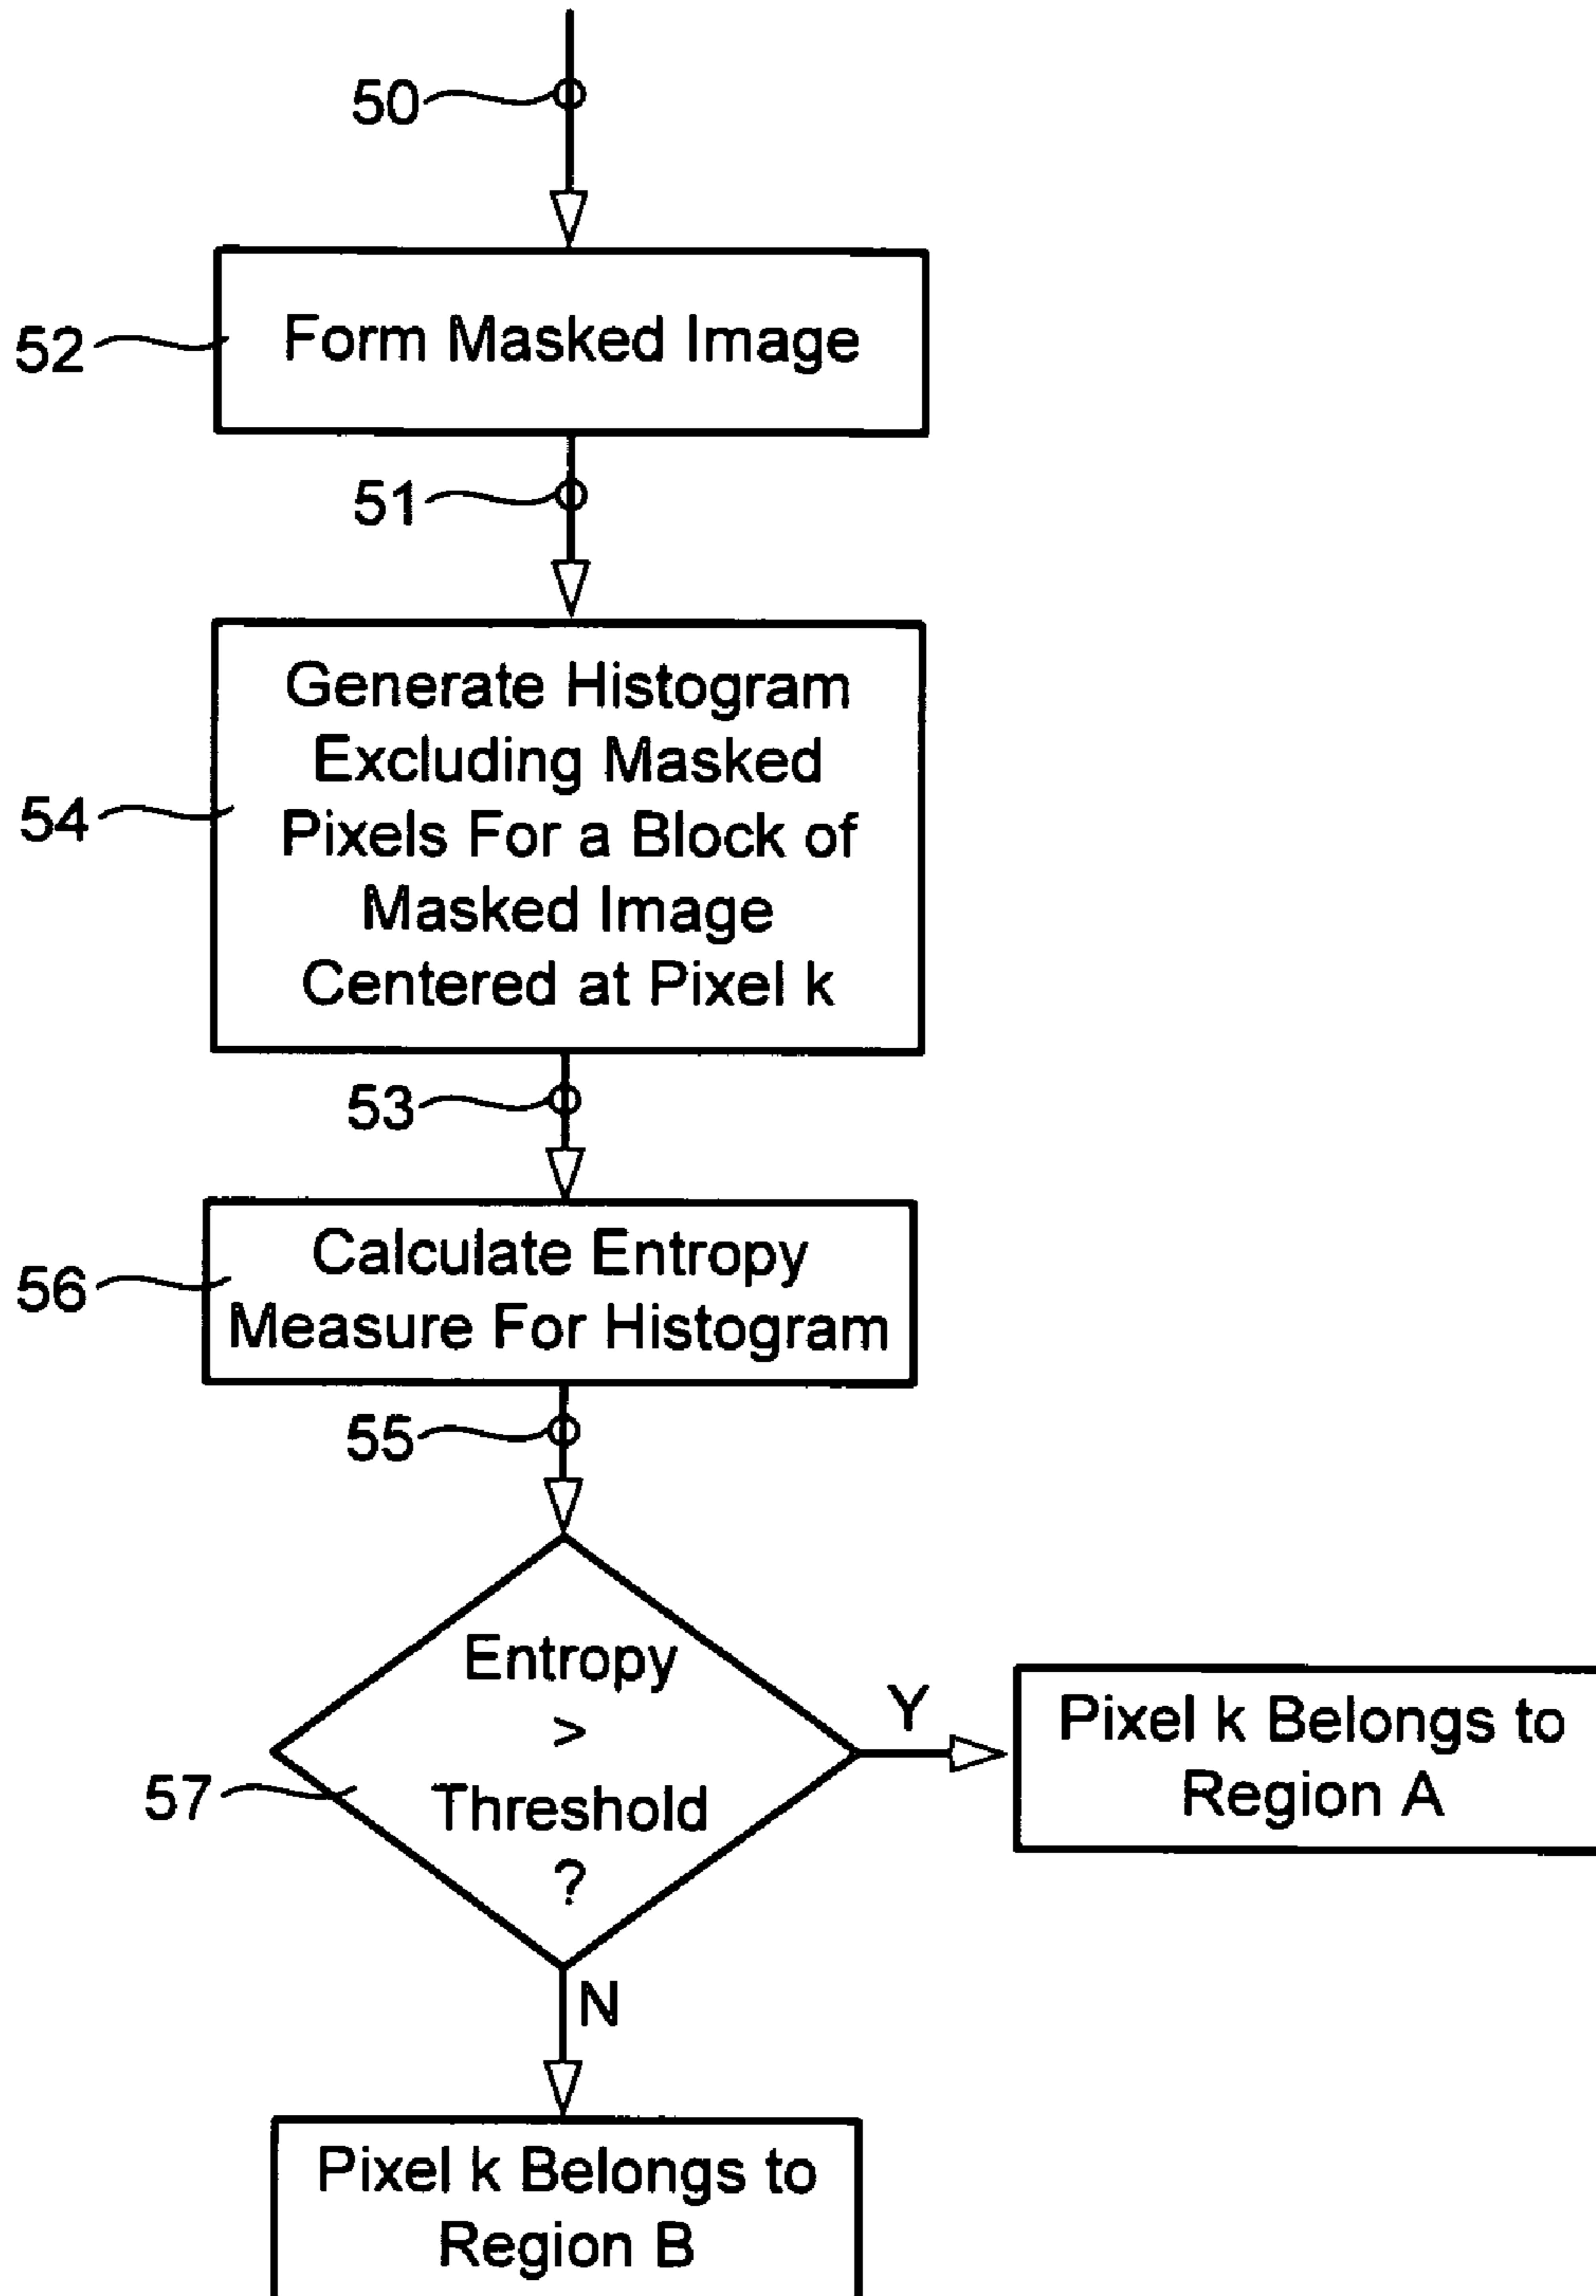 50
52
Form Masked Image
51
54
Generate Histogram
Excluding Masked
Pixels For a Block of
Masked Image
Centered at Pixel k
53
56
Calculate Entropy
Measure For Histogram
55
57
Entropy
>
Threshold
?
Y
Pixel k Belongs to
Region A
N
Pixel k Belongs to
Region B